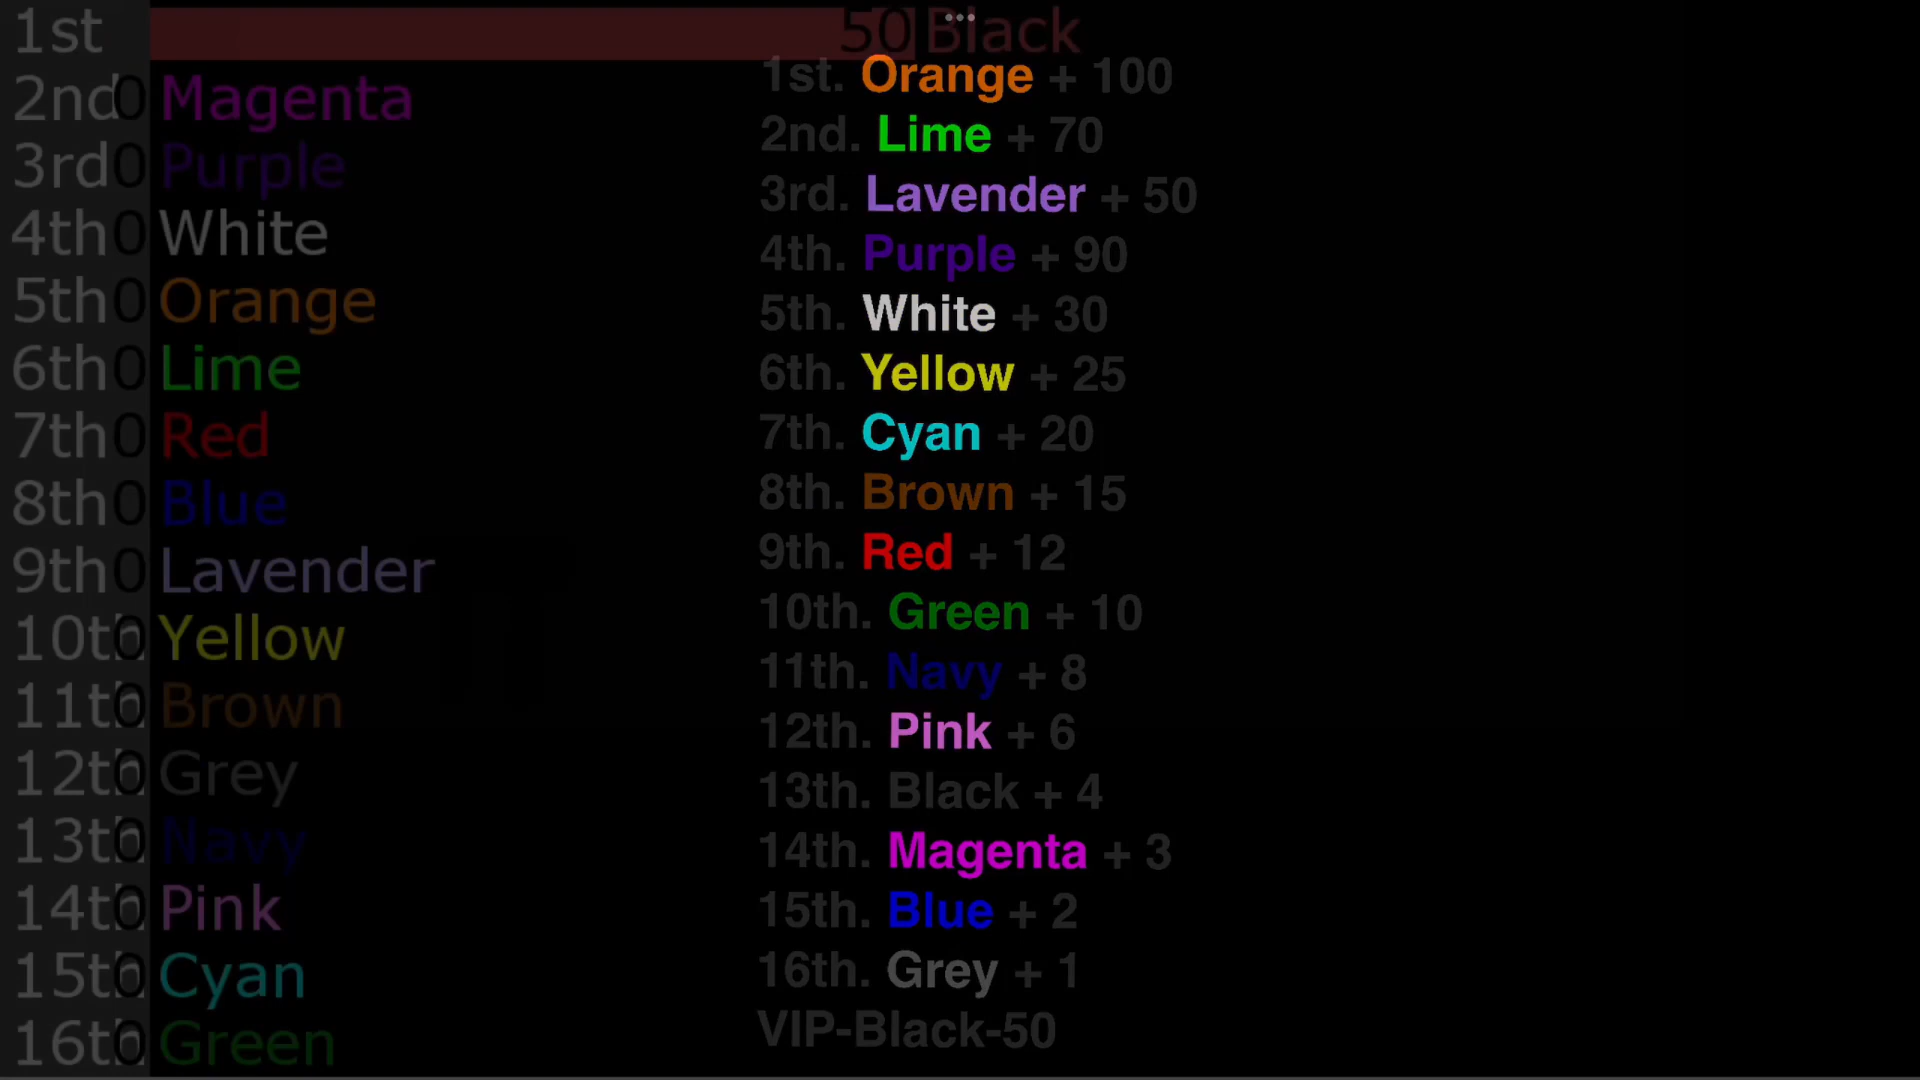 1st 50 Black
2nd 0 Magenta
3rd 0 Purple
4th 0 White
5th 0 Orange
6th 0 Lime
7th 0 Red
8th 0 Blue
9th 0 Lavender
10th 0 Yellow
11th 0 Brown
12th 0 Grey
13th 0 Navy
14th 0 Pink
15th 0 Cyan
16th 0 Green
1st. Orange + 100
2nd. Lime + 70
3rd. Lavender + 50
4th. Purple + 90
5th. White + 30
6th. Yellow + 25
7th. Cyan + 20
8th. Brown + 15
9th. Red + 12
10th. Green + 10
11th. Navy + 8
12th. Pink + 6
13th. Black + 4
14th. Magenta + 3
15th. Blue + 2
16th. Grey + 1
VIP-Black-50